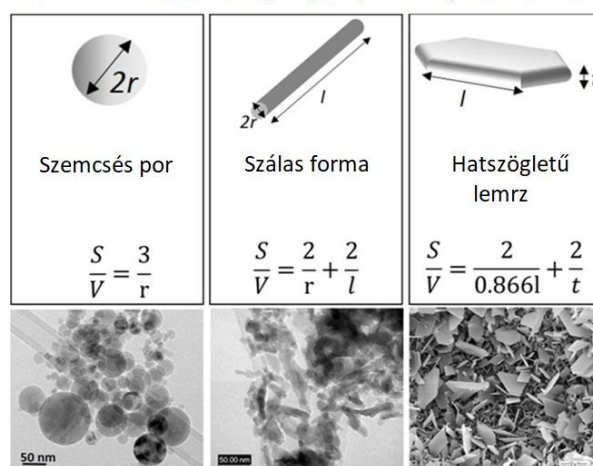 2r
Szemcsés por
S/V = 3/r
50 nm
2r
l
Szálas forma
S/V = 2/r + 2/l
50.00 nm
l
Hatszögletű
lemrz
S/V = 2/0.866l + 2/t